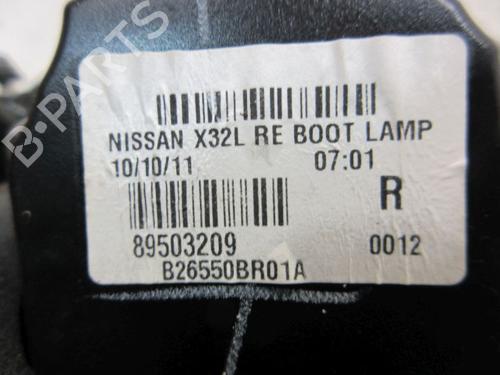 B-PARTS
NISSAN X32L RE BOOT LAMP
10/10/11 07:01
R
89503209 0012
B26550BR01A